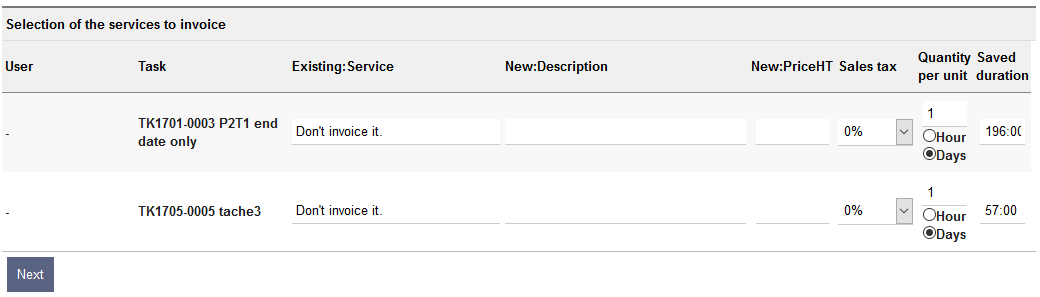 Selection of the services to invoice
User Task Existing:Service New:Description New:PriceHT Sales tax Quantity per unit Saved duration
- TK1701-0003 P2T1 end date only Don't invoice it. 0% 1 196:00
Hour
Days
- TK1705-0005 tache3 Don't invoice it. 0% 1 57:00
Hour
Days
Next